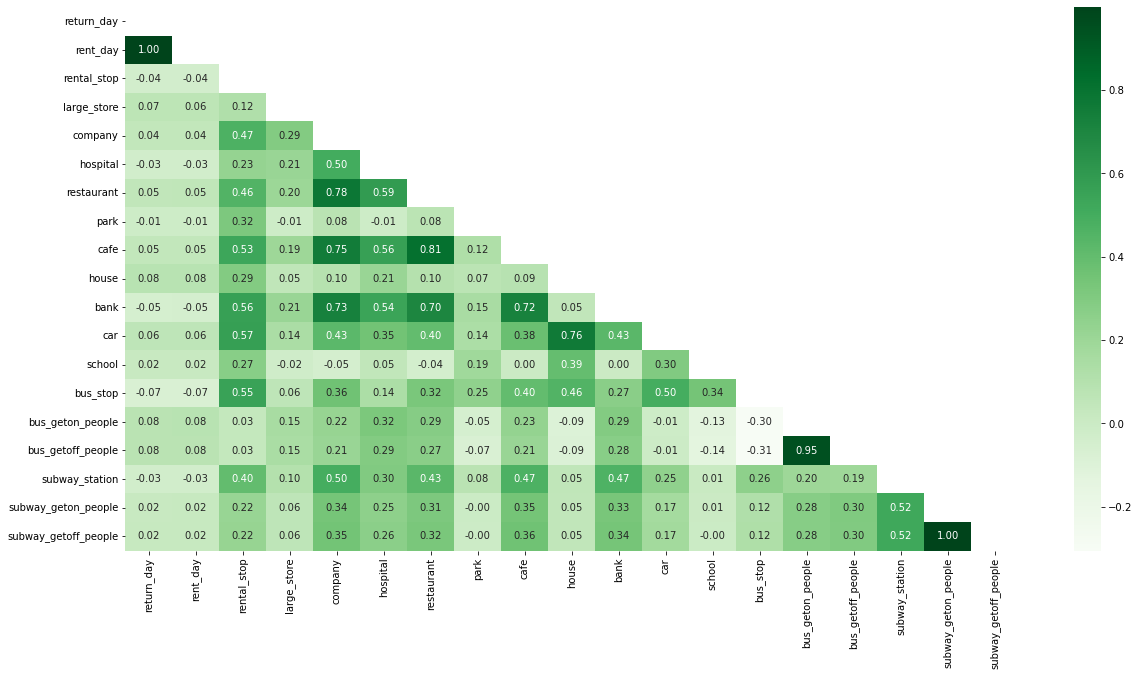 return_day
rent_day 1.00
rental_stop -0.04 -0.04
large_store 0.07 0.06 0.12
company 0.04 0.04 0.47 0.29
hospital -0.03 -0.03 0.23 0.21 0.50
restaurant 0.05 0.05 0.46 0.20 0.78 0.59
park -0.01 -0.01 0.32 -0.01 0.08 -0.01 0.08
cafe 0.05 0.05 0.53 0.19 0.75 0.56 0.81 0.12
house 0.08 0.08 0.29 0.05 0.10 0.21 0.10 0.07 0.09
bank -0.05 -0.05 0.56 0.21 0.73 0.54 0.70 0.15 0.72 0.05
car 0.06 0.06 0.57 0.14 0.43 0.35 0.40 0.14 0.38 0.76 0.43
school 0.02 0.02 0.27 -0.02 -0.05 0.05 -0.04 0.19 0.00 0.39 0.00 0.30
bus_stop -0.07 -0.07 0.55 0.06 0.36 0.14 0.32 0.25 0.40 0.46 0.27 0.50 0.34
bus_geton_people 0.08 0.08 0.03 0.15 0.22 0.32 0.29 -0.05 0.23 -0.09 0.29 -0.01 -0.13 -0.30
bus_getoff_people 0.08 0.08 0.03 0.15 0.21 0.29 0.27 -0.07 0.21 -0.09 0.28 -0.01 -0.14 -0.31 0.95
subway_station -0.03 -0.03 0.40 0.10 0.50 0.30 0.43 0.08 0.47 0.05 0.47 0.25 0.01 0.26 0.20 0.19
subway_geton_people 0.02 0.02 0.22 0.06 0.34 0.25 0.31 -0.00 0.35 0.05 0.33 0.17 0.01 0.12 0.28 0.30 0.52
subway_getoff_people 0.02 0.02 0.22 0.06 0.35 0.26 0.32 -0.00 0.36 0.05 0.34 0.17 -0.00 0.12 0.28 0.30 0.52 1.00
return_day rent_day rental_stop large_store company hospital restaurant park cafe house bank car school bus_stop bus_geton_people bus_getoff_people subway_station subway_geton_people subway_getoff_people
0.8
0.6
0.4
0.2
0.0
−0.2